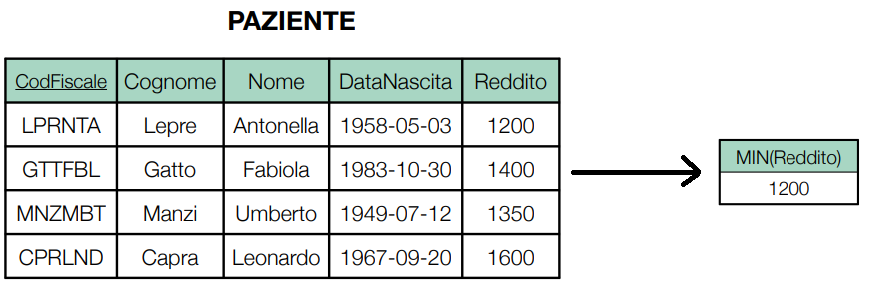 PAZIENTE
CodFiscale Cognome Nome DataNascita Reddito
LPRNTA Lepre Antonella 1958-05-03 1200
GTTFBL Gatto Fabiola 1983-10-30 1400
MNZMBT Manzi Umberto 1949-07-12 1350
CPRLND Capra Leonardo 1967-09-20 1600
MIN(Reddito)
1200